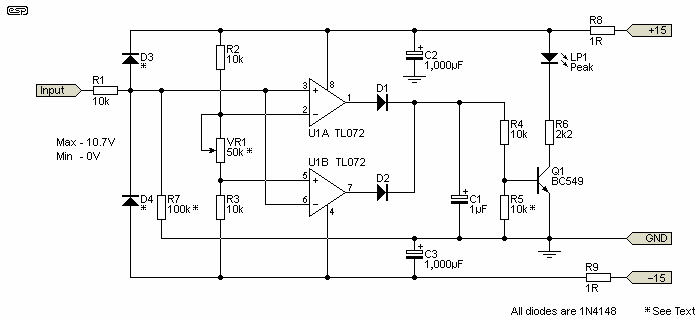 esp
R8
+15
1R
D3
*
R2
10k
C2
1,000µF
LP1
Peak
Input
R1
10k
3
8
D1
1
2
U1A TL072
R4
10k
R6
2k2
Max - 10.7V
Min - 0V
VR1
50k *
U1B TL072
Q1
BC549
D4
*
R7
100k *
R3
10k
5
6
7
4
D2
C1
1µF
R5
10k *
GND
C3
1,000µF
R9
1R
-15
All diodes are 1N4148
* See Text